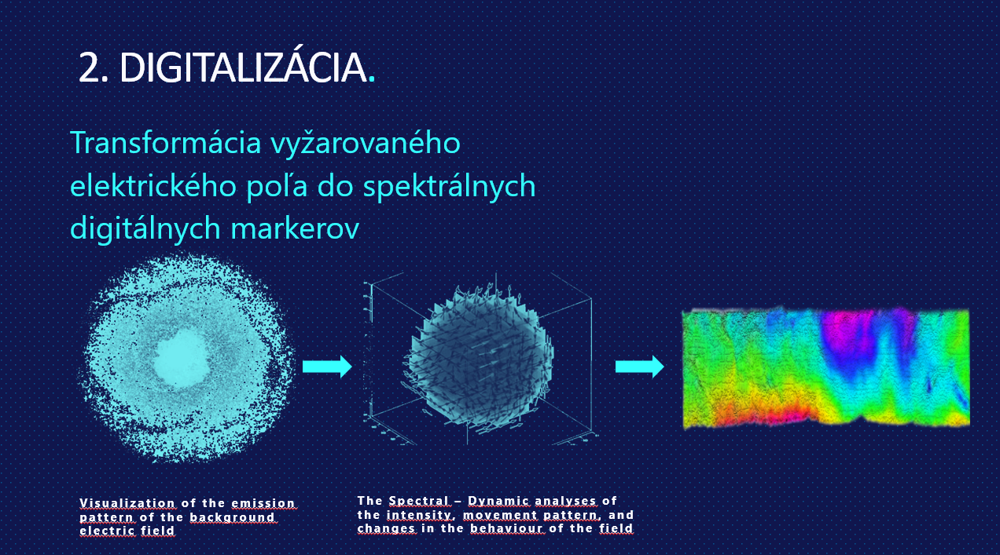 2. DIGITALIZÁCIA.
Transformácia vyžarovaného
elektrického poľa do spektrálnych
digitálnych markerov
Visualization of the emission
pattern of the background
electric field
The Spectral – Dynamic analyses of
the intensity, movement pattern, and
changes in the behaviour of the field